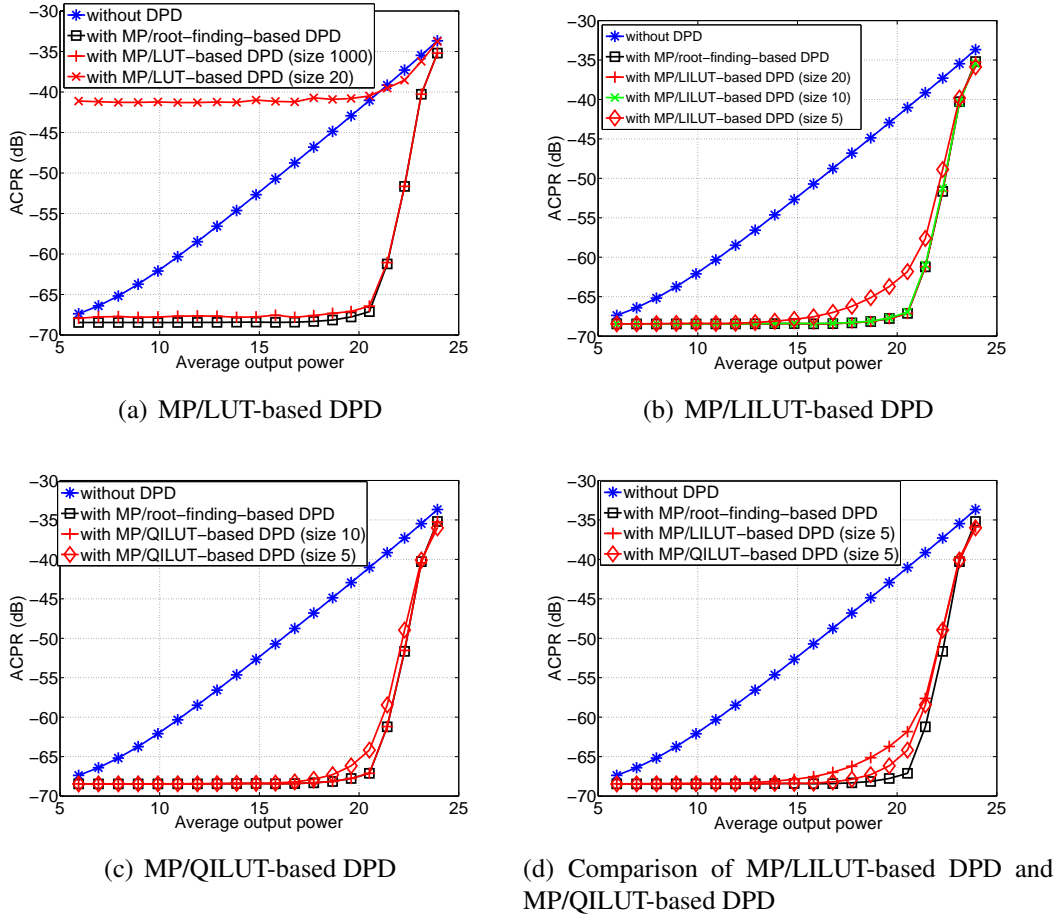 without DPD
with MP/root-finding-based DPD
with MP/LUT-based DPD (size 1000)
with MP/LUT-based DPD (size 20)
ACPR (dB)
-30
-35
-40
-45
-50
-55
-60
-65
-70
5
10
15
20
25
Average output power
(a) MP/LUT-based DPD
without DPD
with MP/root-finding-based DPD
with MP/LILUT-based DPD (size 20)
with MP/LILUT-based DPD (size 10)
with MP/LILUT-based DPD (size 5)
ACPR (dB)
-30
-35
-40
-45
-50
-55
-60
-65
-70
5
10
15
20
25
Average output power
(b) MP/LILUT-based DPD
without DPD
with MP/root-finding-based DPD
with MP/QILUT-based DPD (size 10)
with MP/QILUT-based DPD (size 5)
ACPR (dB)
-30
-35
-40
-45
-50
-55
-60
-65
-70
5
10
15
20
25
Average output power
(c) MP/QILUT-based DPD
without DPD
with MP/root-finding-based DPD
with MP/LILUT-based DPD (size 5)
with MP/QILUT-based DPD (size 5)
ACPR (dB)
-30
-35
-40
-45
-50
-55
-60
-65
-70
5
10
15
20
25
Average output power
(d) Comparison of MP/LILUT-based DPD and
MP/QILUT-based DPD